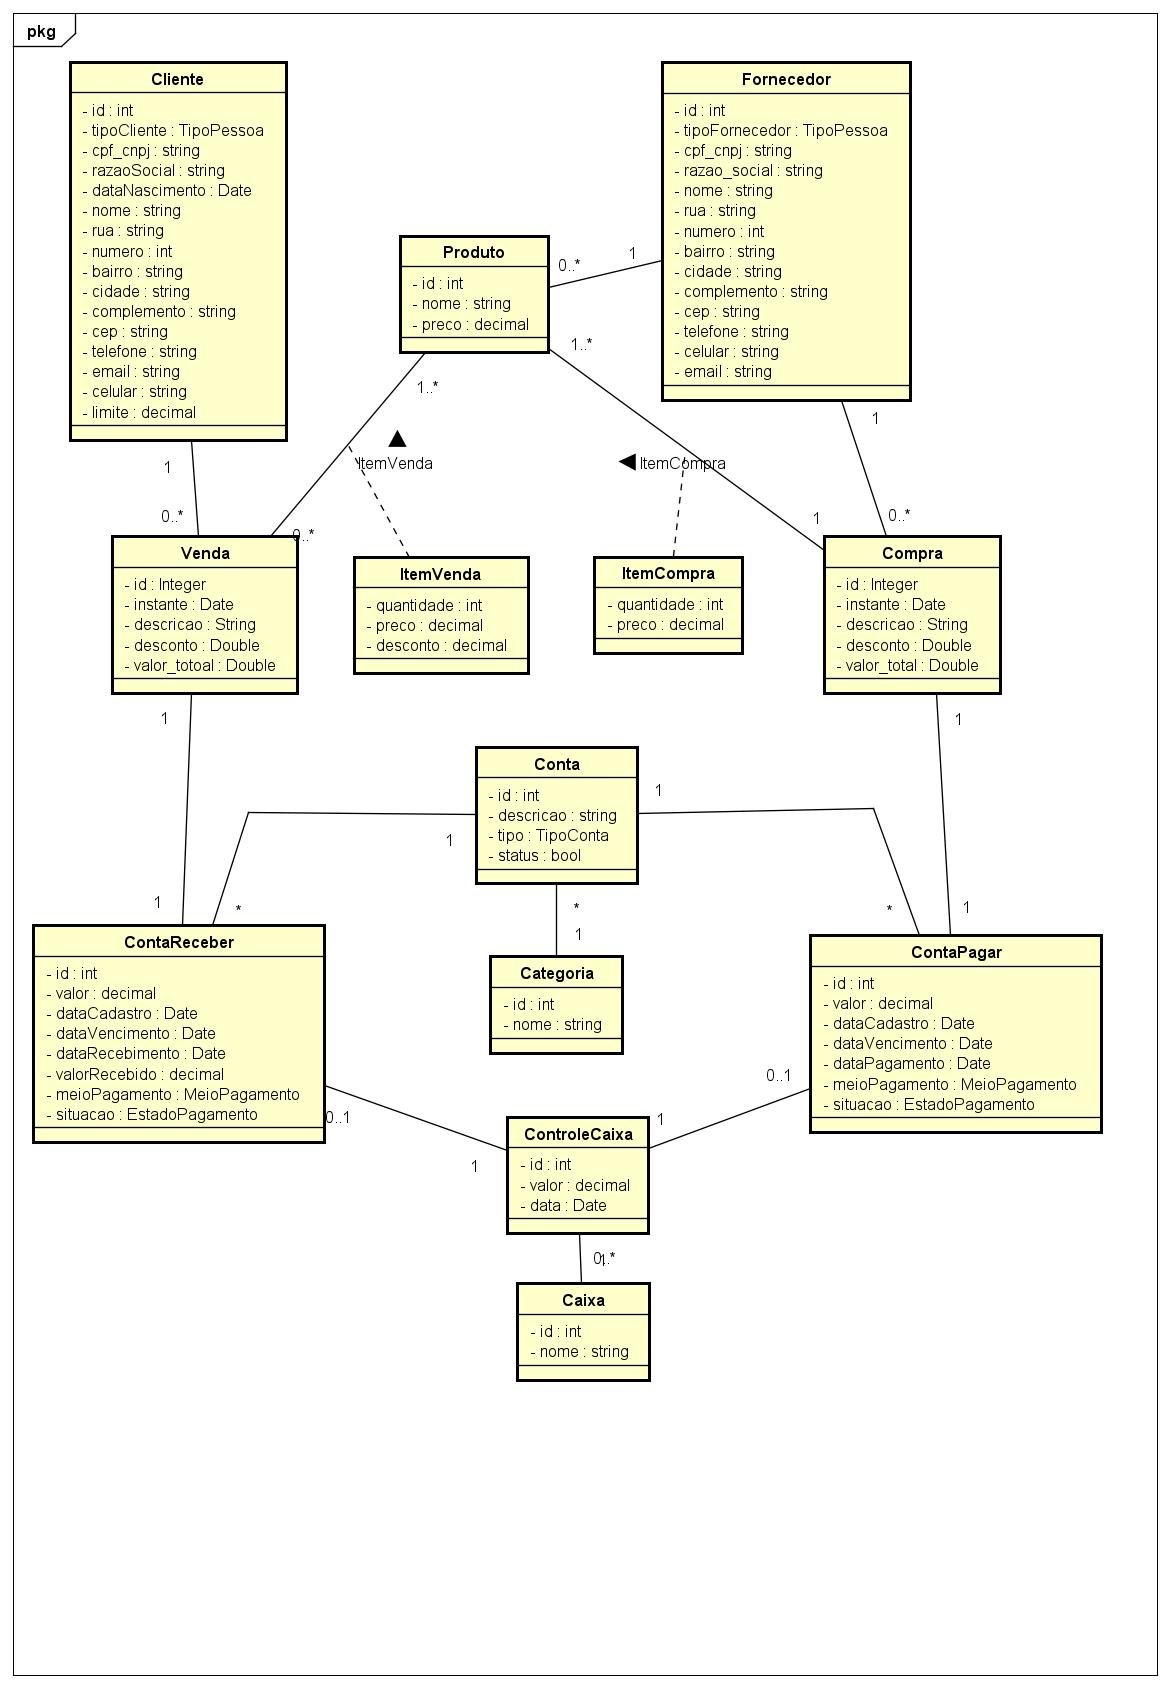 pkg
Cliente
- id : int
- tipoCliente : TipoPessoa
- cpf_cnpj : string
- razaoSocial : string
- dataNascimento : Date
- nome : string
- rua : string
- numero : int
- bairro : string
- cidade : string
- complemento : string
- cep : string
- telefone : string
- email : string
- celular : string
- limite : decimal
Fornecedor
- id : int
- tipoFornecedor : TipoPessoa
- cpf_cnpj : string
- razao_social : string
- nome : string
- rua : string
- numero : int
- bairro : string
- cidade : string
- complemento : string
- cep : string
- telefone : string
- celular : string
- email : string
Produto
- id : int
- nome : string
- preco : decimal
0..*
1
1..*
1..*
1
0..*
0..*
ItemVenda
ItemCompra
1
1
0..*
Venda
- id : Integer
- instante : Date
- descricao : String
- desconto : Double
- valor_totoal : Double
ItemVenda
- quantidade : int
- preco : decimal
- desconto : decimal
ItemCompra
- quantidade : int
- preco : decimal
Compra
- id : Integer
- instante : Date
- descricao : String
- desconto : Double
- valor_total : Double
1
1
Conta
- id : int
- descricao : string
- tipo : TipoConta
- status : bool
1
1
1
*
*
1
*
1
ContaReceber
- id : int
- valor : decimal
- dataCadastro : Date
- dataVencimento : Date
- dataRecebimento : Date
- valorRecebido : decimal
- meioPagamento : MeioPagamento
- situacao : EstadoPagamento
Categoria
- id : int
- nome : string
ContaPagar
- id : int
- valor : decimal
- dataCadastro : Date
- dataVencimento : Date
- dataPagamento : Date
- meioPagamento : MeioPagamento
- situacao : EstadoPagamento
0..1
1
0..1
1
ControleCaixa
- id : int
- valor : decimal
- data : Date
0..*
1
Caixa
- id : int
- nome : string